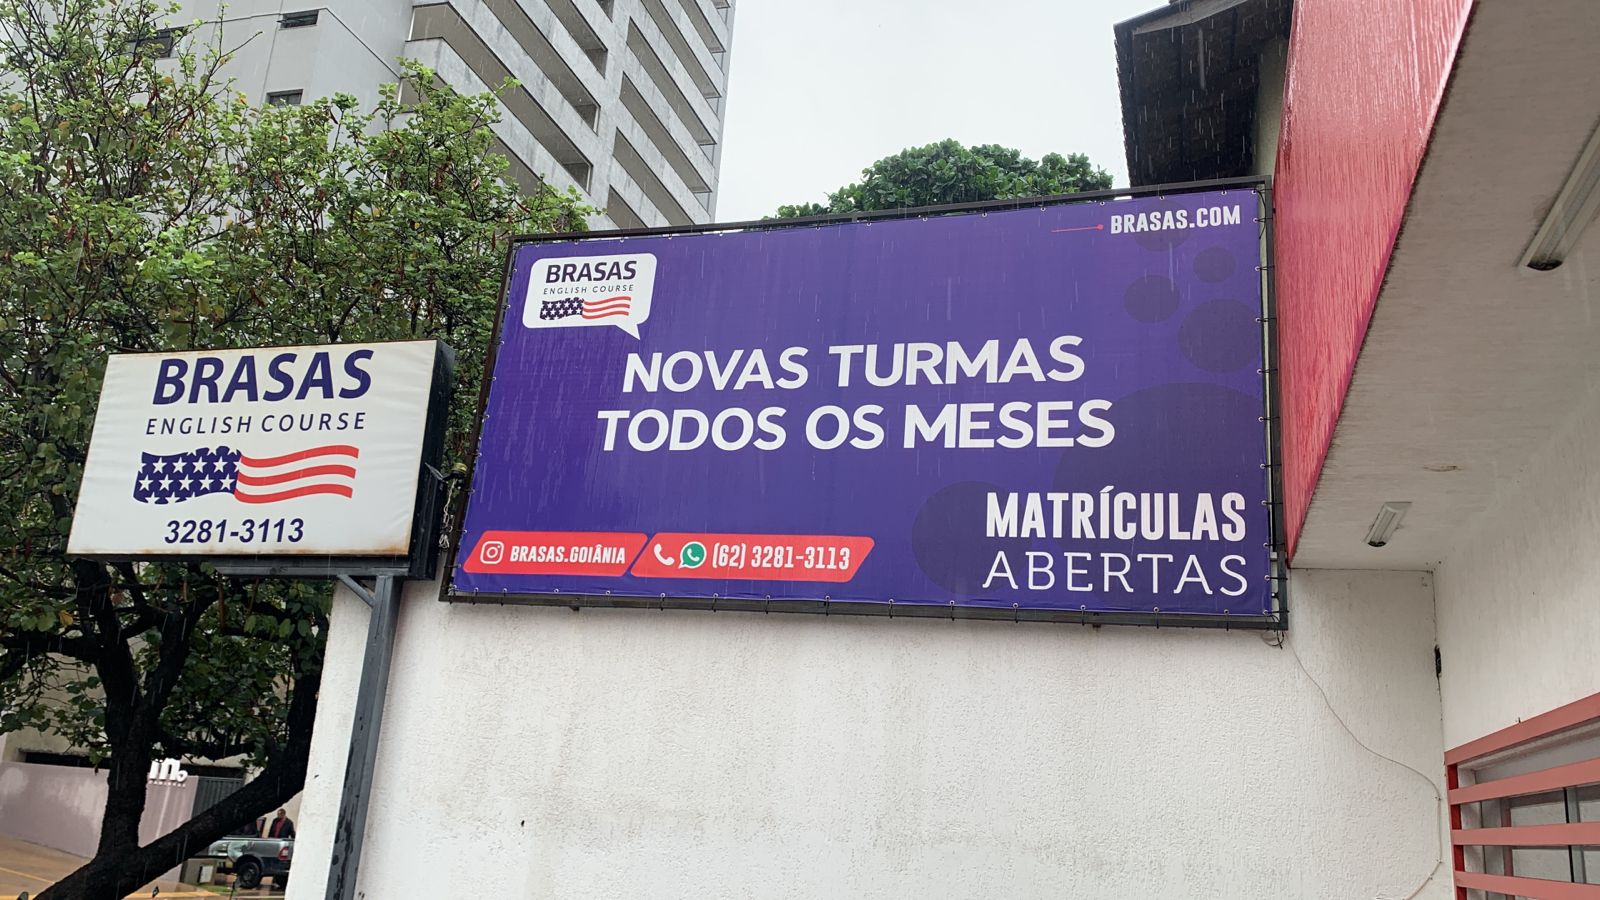 BRASAS
ENGLISH COURSE
3281-3113
BRASAS.COM
BRASAS
ENGLISH COURSE
NOVAS TURMAS
TODOS OS MESES
MATRÍCULAS
ABERTAS
BRASAS.GOIÂNIA
(62) 3281-3113